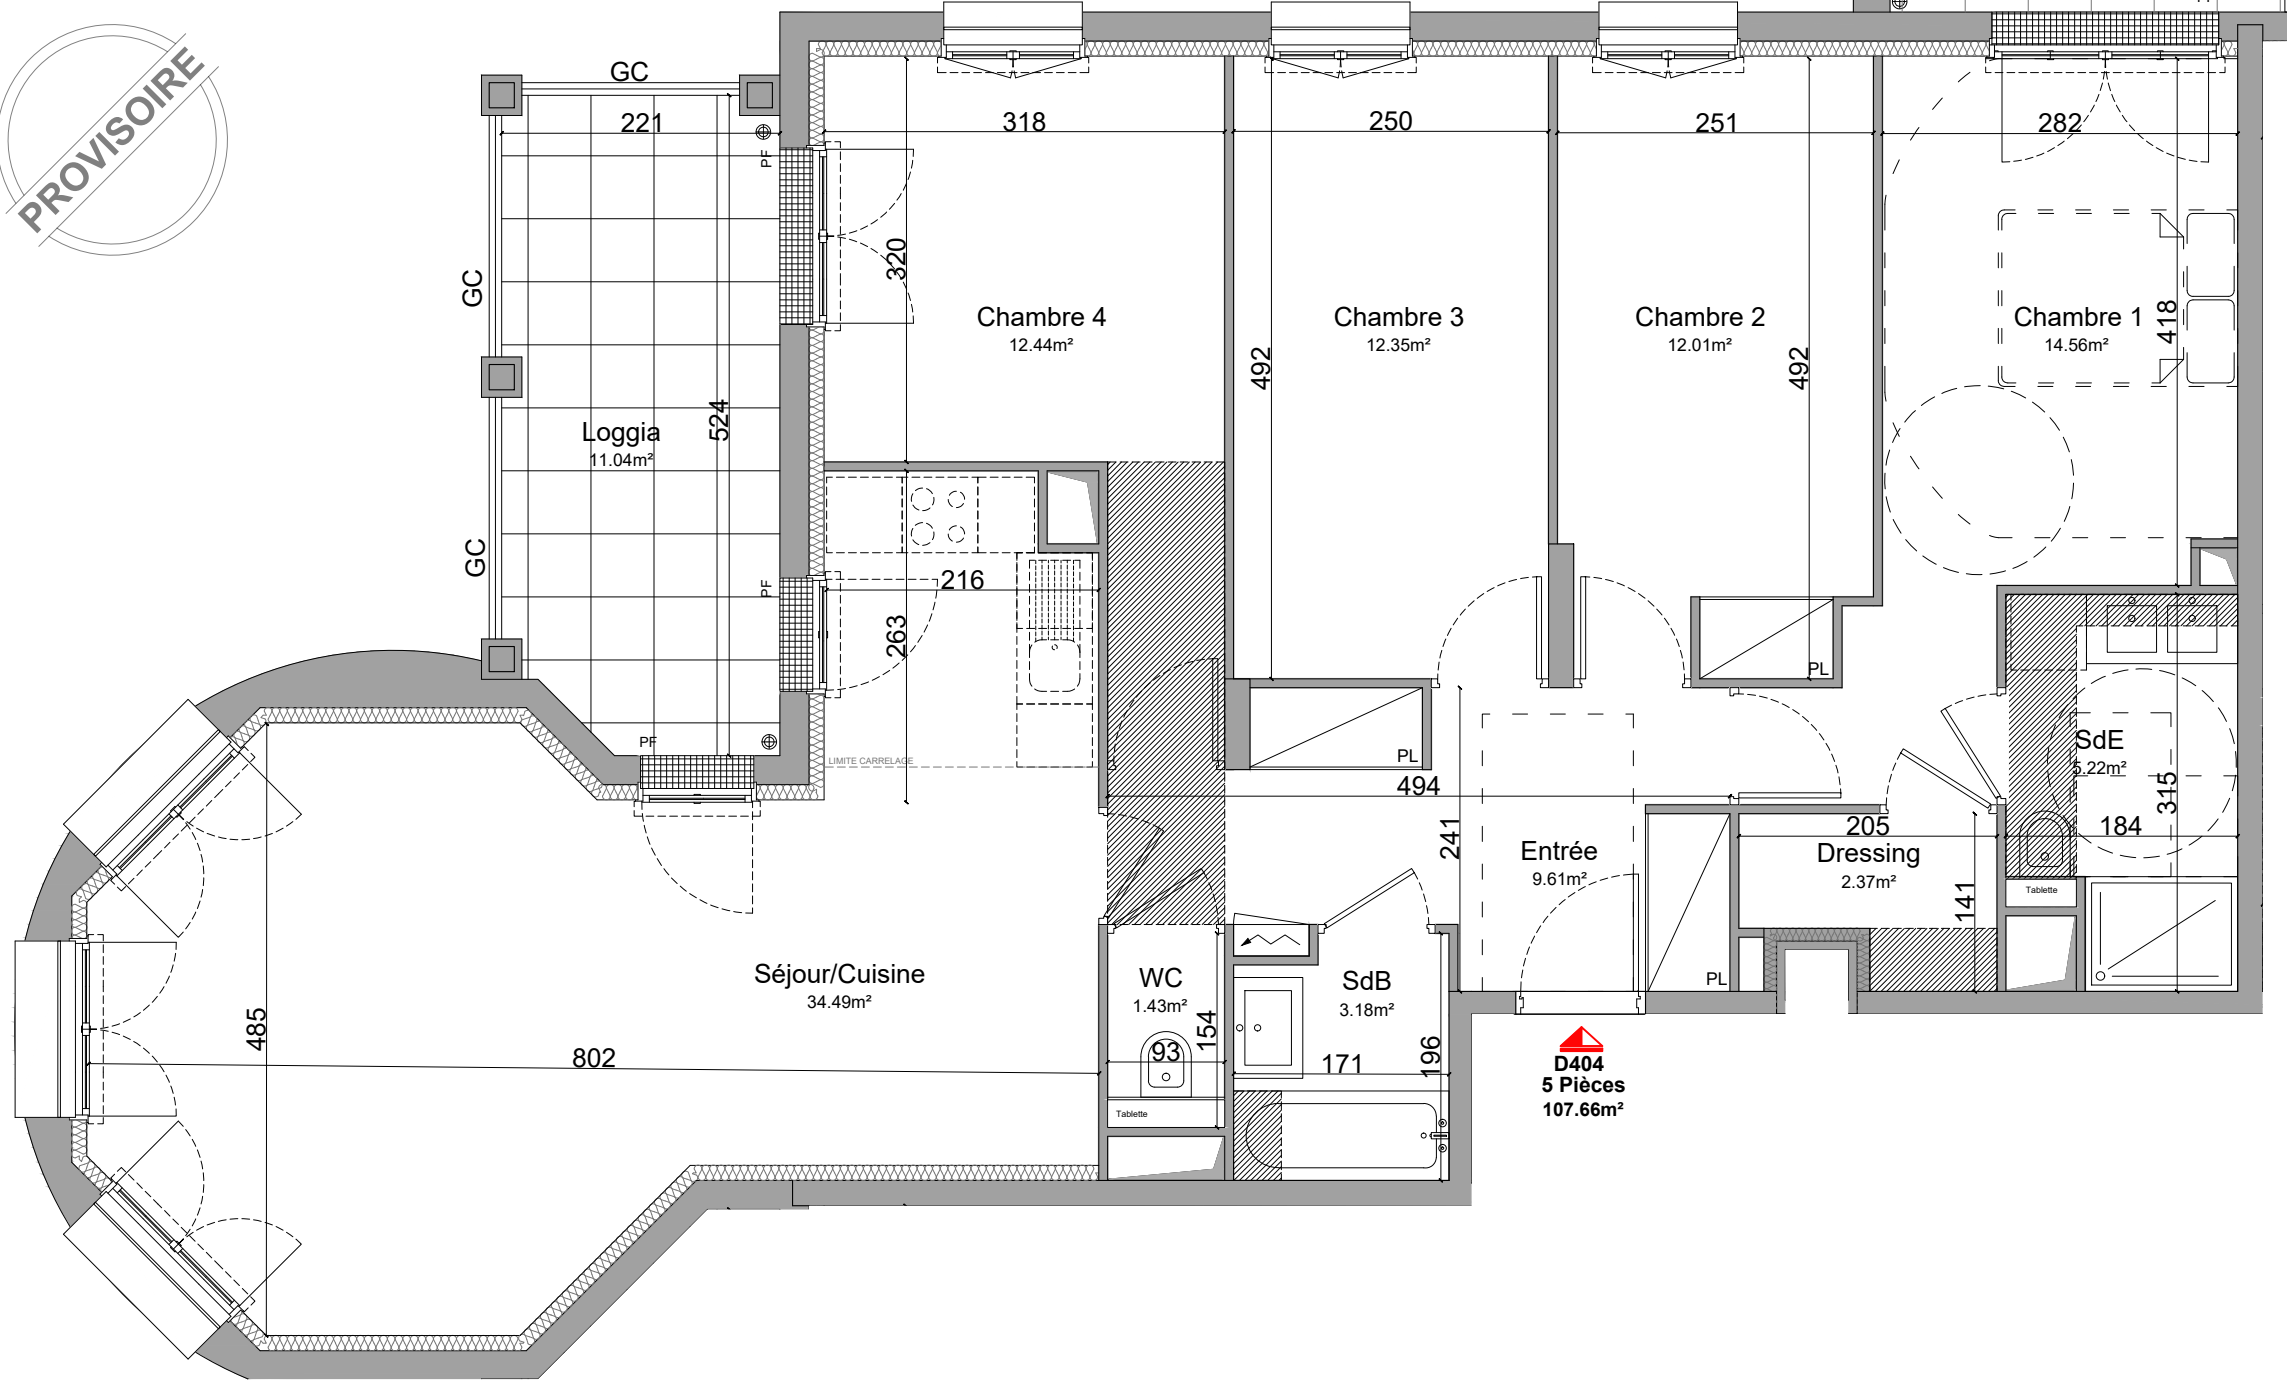 PROVISOIRE
GC
221
318
250
251
282
PF
GC
320
Chambre 4
12.44m²
Chambre 3
12.35m²
Chambre 2
12.01m²
Chambre 1
14.56m²
418
492
492
Loggia
11.04m²
524
GC
PF
216
263
PL
PF
LIMITE CARRELAGE
PL
494
SdE
5.22m²
315
241
205
184
Entrée
9.61m²
Dressing
2.37m²
141
Tablette
Séjour/Cuisine
34.49m²
WC
1.43m²
SdB
3.18m²
PL
485
802
154
93
171
196
Tablette
D404
5 Pièces
107.66m²